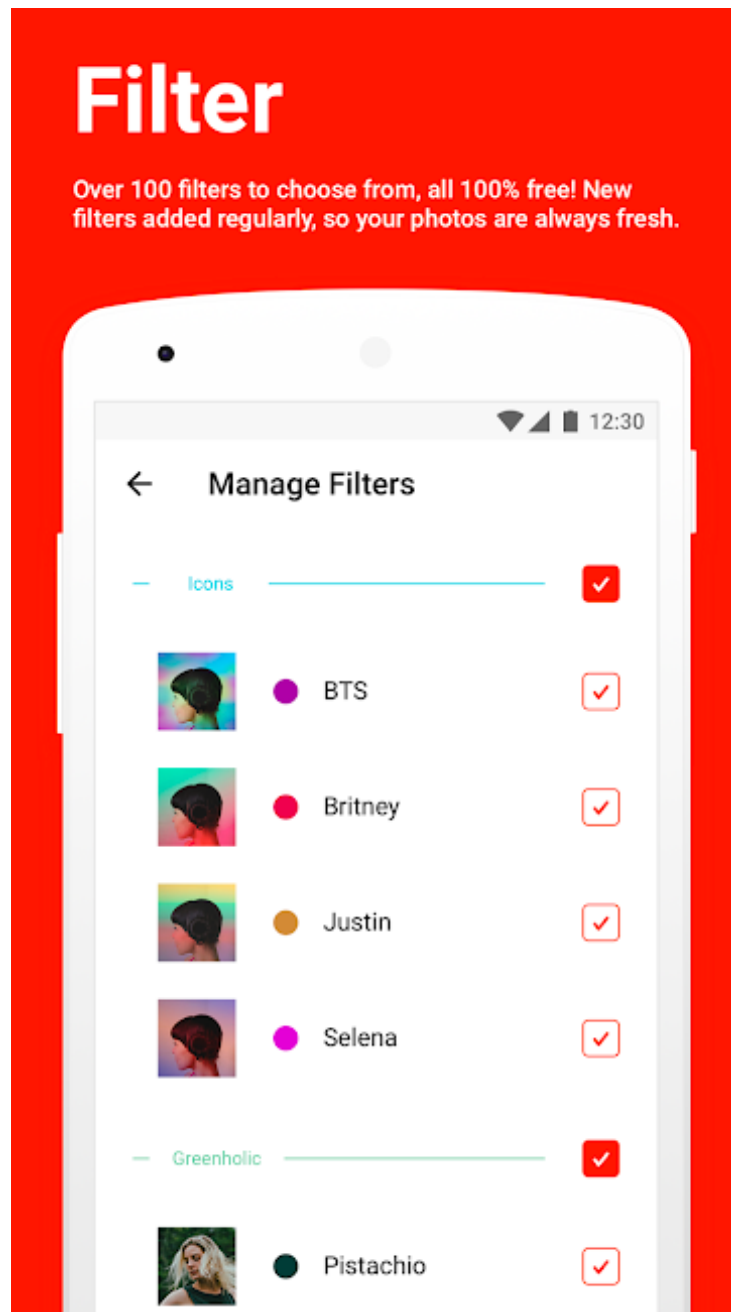 Filter
Over 100 filters to choose from, all 100% free! New
filters added regularly, so your photos are always fresh.
12:30
Manage Filters
Icons
BTS
Britney
Justin
Selena
Greenholic
Pistachio